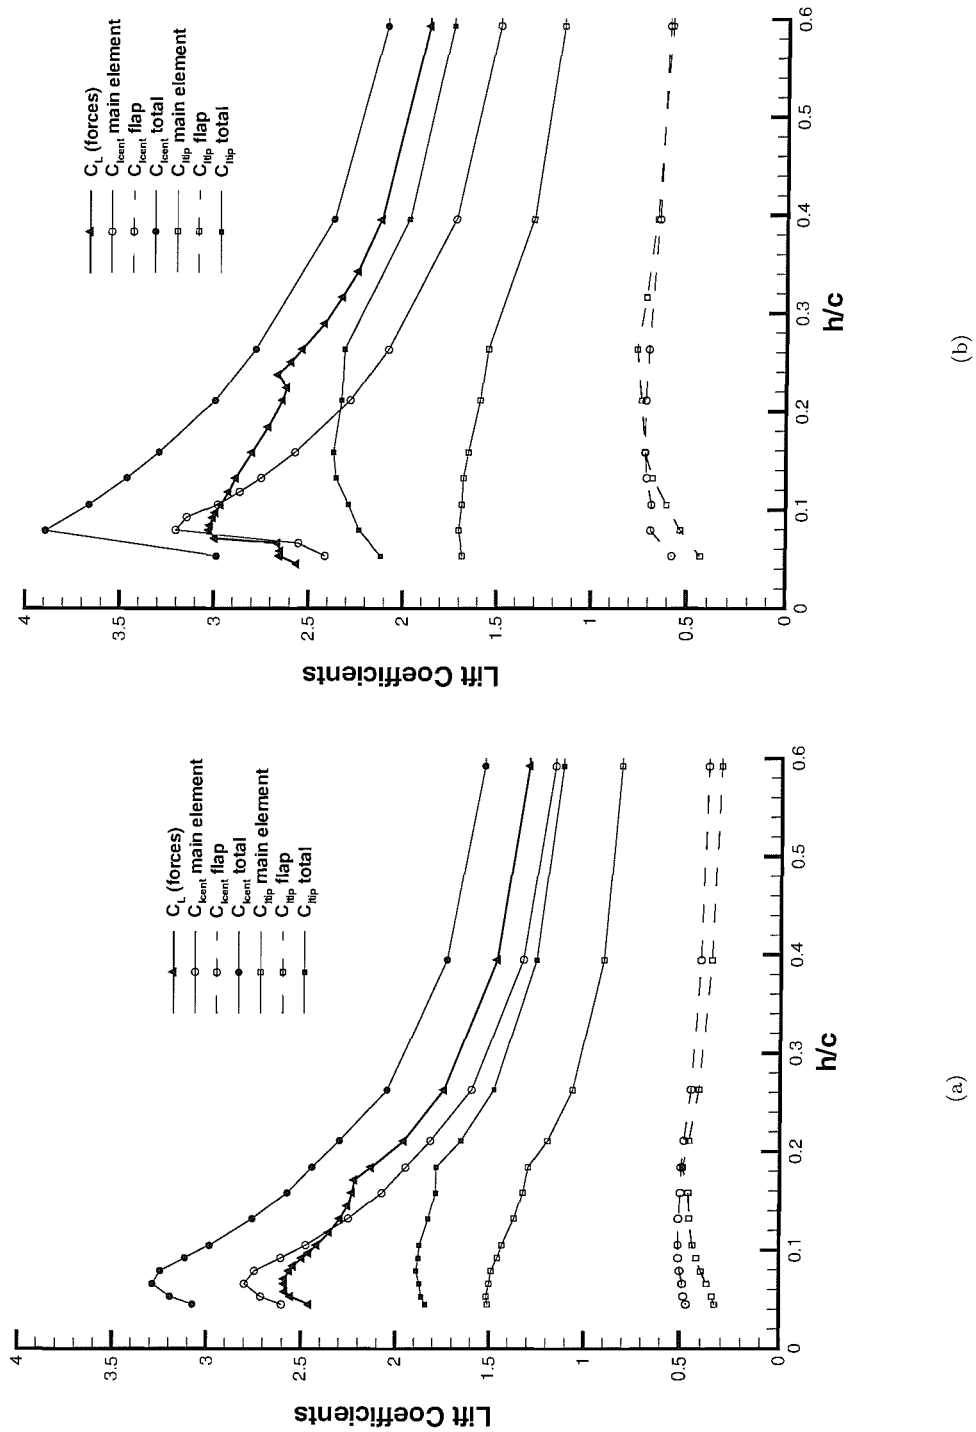 4
3.5
3
2.5
2
1.5
1
0.5
0
Lift Coefficients
0
0.1
0.2
0.3
0.4
0.5
0.6
h/c
C_L (forces)
C_lcent main element
C_lcent flap
C_lcent total
C_ltip main element
C_ltip flap
C_ltip total
(a)
4
3.5
3
2.5
2
1.5
1
0.5
0
Lift Coefficients
0
0.1
0.2
0.3
0.4
0.5
0.6
h/c
C_L (forces)
C_lcent main element
C_lcent flap
C_lcent total
C_ltip main element
C_ltip flap
C_ltip total
(b)